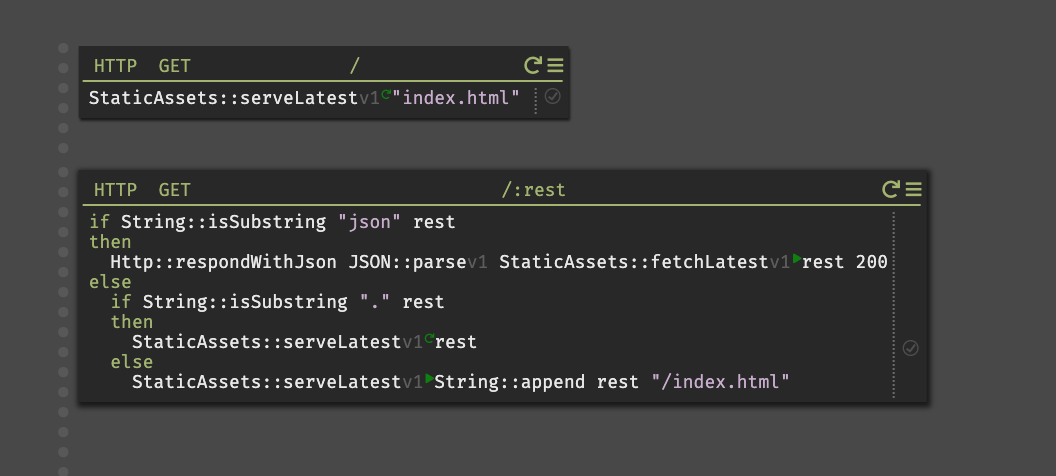 HTTP GET /
StaticAssets::serveLatestv1"index.html"
HTTP GET /:rest
if String::isSubstring "json" rest
then
Http::respondWithJson JSON::parsev1 StaticAssets::fetchLatestv1 rest 200
else
if String::isSubstring "." rest
then
StaticAssets::serveLatestv1 rest
else
StaticAssets::serveLatestv1 String::append rest "/index.html"